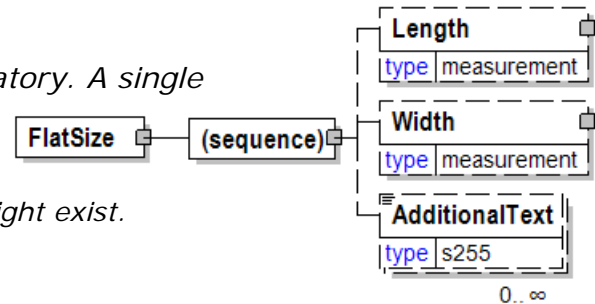 Length
type measurement
atory. A single
FlatSize (sequence)
Width
type measurement
ight exist.
AdditionalText
type s255
0..∞